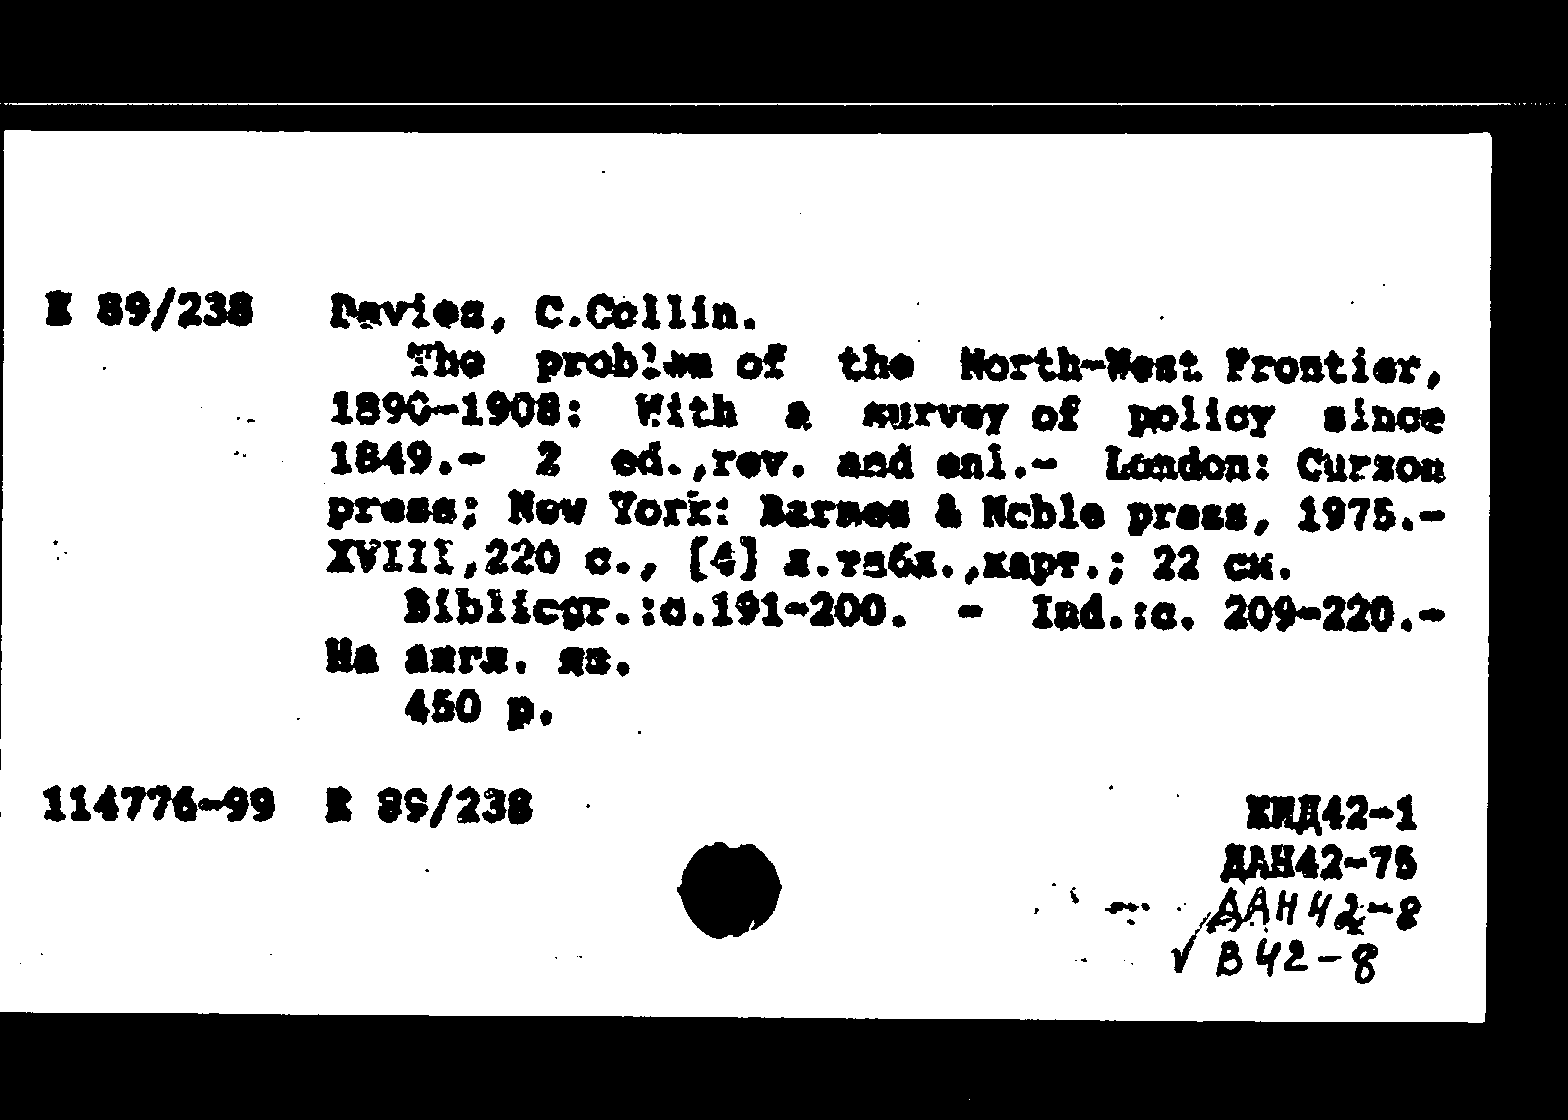 К 89/238 Davies, C.Collin.
The problem of the North-West Frontier,
1890-1908: With a survey of policy since
1849.- 2 ed.,rev. and enl.- London: Curzon
press; New York: Barnes & Noble press, 1975.-
XVIII,220 с., [4] л.табл.,карт.; 22 см.
Bibliogr.:с.191-200. - Ind.:с. 209-220.-
На англ. яз.
450 р.
114776-99 К 89/238
ХИД42-1
ДАН42-75
ДАН42-8
√ В42-8